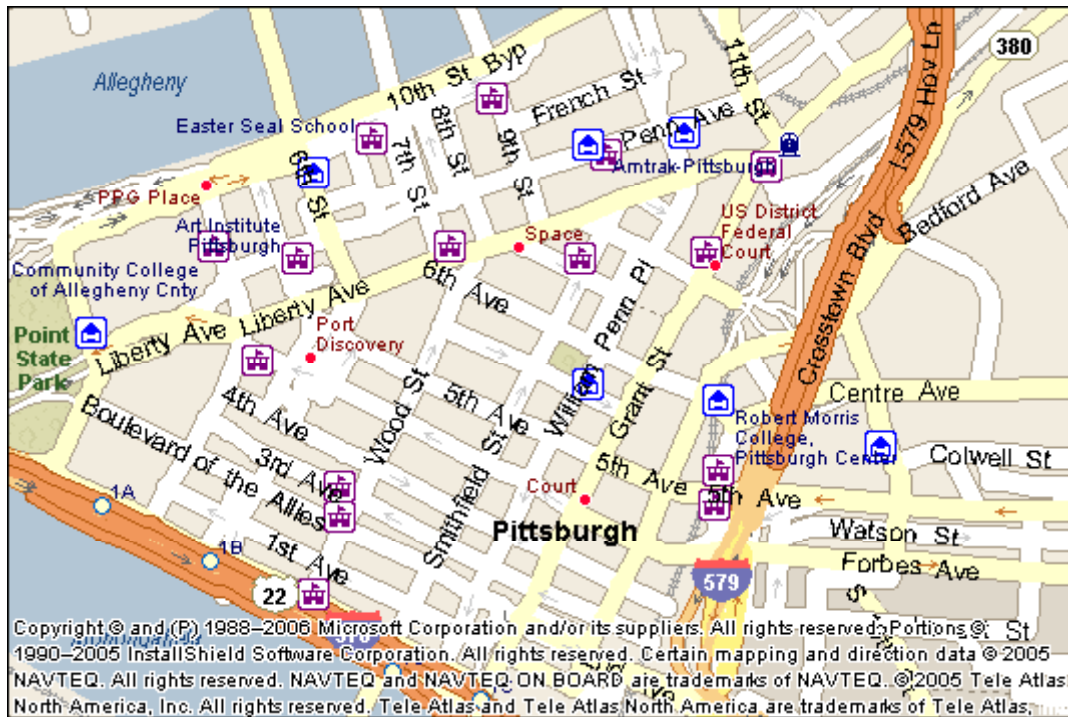 380
11th St
I-579 Hov Ln
Allegheny
10th St Byp
French St
8th St
Easter Seal School
7th St
9th St
Penn Ave
Amtrak-Pittsburgh
6th St
PPG Place
Bedford Ave
Art Institute
Pittsburgh
Space
US District
Federal
Court
Crosstown Blvd
Community College
of Allegheny Cnty
6th Ave
William Penn Pl
Liberty Ave
Liberty Ave
Point
State
Park
Port
Discovery
Grant St
Centre Ave
Boulevard of the Allies
4th Ave
Wood St
5th Ave
Robert Morris
College,
Pittsburgh Center
Colwell St
3rd Ave
5th Ave
5th Ave
1A
Court
Smithfield St
Pittsburgh
Watson St
1B
1st Ave
Forbes Ave
579
22
Copyright © and (P) 1988–2006 Microsoft Corporation and/or its suppliers. All rights reserved. Portions ©
1990–2005 InstallShield Software Corporation. All rights reserved. Certain mapping and direction data © 2005
NAVTEQ. All rights reserved. NAVTEQ and NAVTEQ ON BOARD are trademarks of NAVTEQ. © 2005 Tele Atlas
North America, Inc. All rights reserved. Tele Atlas and Tele Atlas North America are trademarks of Tele Atlas,